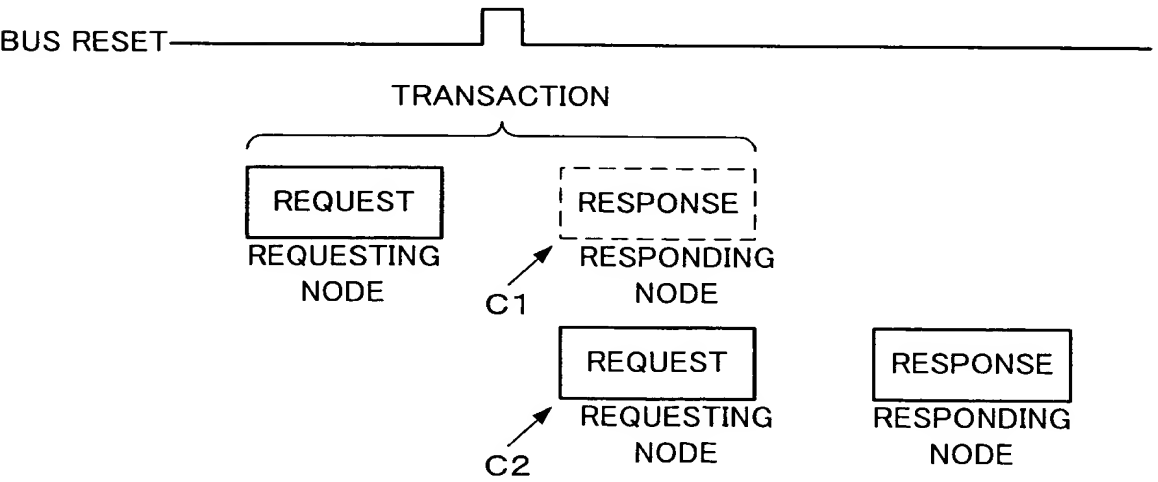 BUS RESET
TRANSACTION
REQUEST
RESPONSE
REQUESTING
NODE
RESPONDING
NODE
C1
REQUEST
RESPONSE
REQUESTING
NODE
RESPONDING
NODE
C2